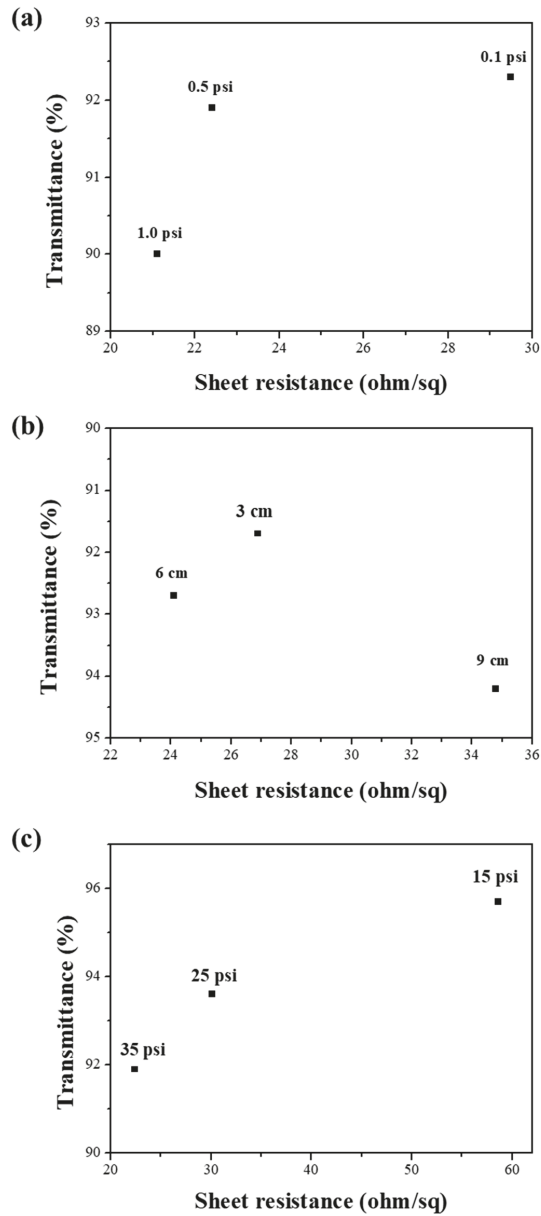 (a)
93
92
91
90
89
Transmittance (%)
0.1 psi
0.5 psi
1.0 psi
20 22 24 26 28 30
Sheet resistance (ohm/sq)
(b)
90
91
92
93
94
95
Transmittance (%)
3 cm
6 cm
9 cm
22 24 26 28 30 32 34 36
Sheet resistance (ohm/sq)
(c)
96
94
92
90
Transmittance (%)
15 psi
25 psi
35 psi
20 30 40 50 60
Sheet resistance (ohm/sq)